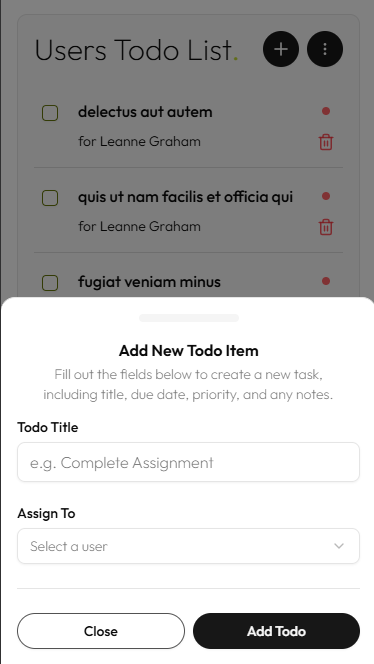 Users Todo List.
delectus aut autem
for Leanne Graham
quis ut nam facilis et officia qui
for Leanne Graham
fugiat veniam minus
Add New Todo Item
Fill out the fields below to create a new task,
including title, due date, priority, and any notes.
Todo Title
e.g. Complete Assignment
Assign To
Select a user
Close
Add Todo